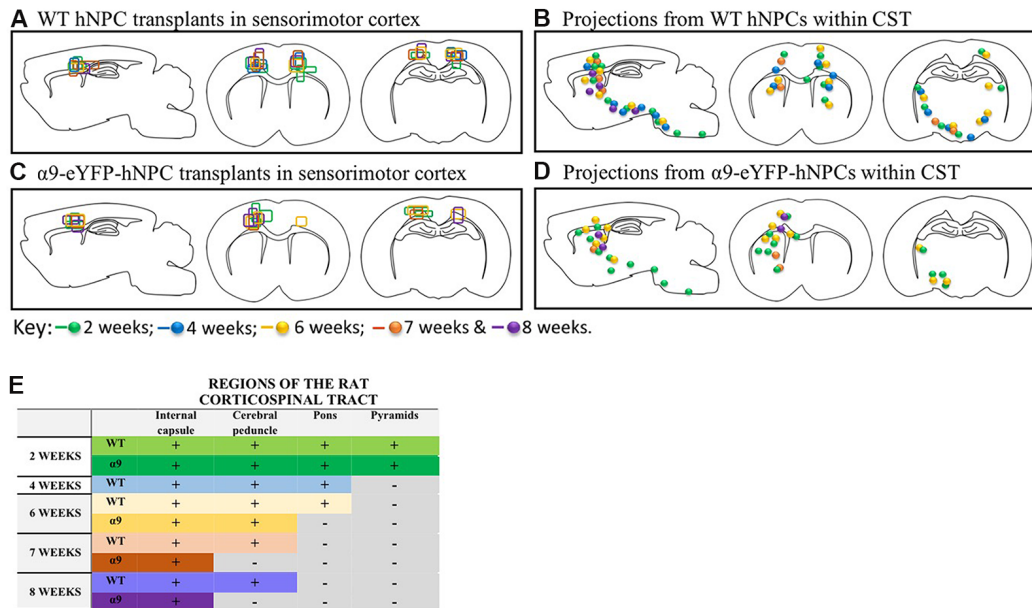 A WT hNPC transplants in sensorimotor cortex
B Projections from WT hNPCs within CST
C α9-eYFP-hNPC transplants in sensorimotor cortex
D Projections from α9-eYFP-hNPCs within CST
Key: 2 weeks; 4 weeks; 6 weeks; 7 weeks & 8 weeks.
E
REGIONS OF THE RAT
CORTICOSPINAL TRACT
Internal capsule Cerebral peduncle Pons Pyramids
2 WEEKS WT + + + +
α9 + + + +
4 WEEKS WT + + + -
6 WEEKS WT + + + -
α9 + + - -
7 WEEKS WT + + - -
α9 + - - -
8 WEEKS WT + + - -
α9 + - - -